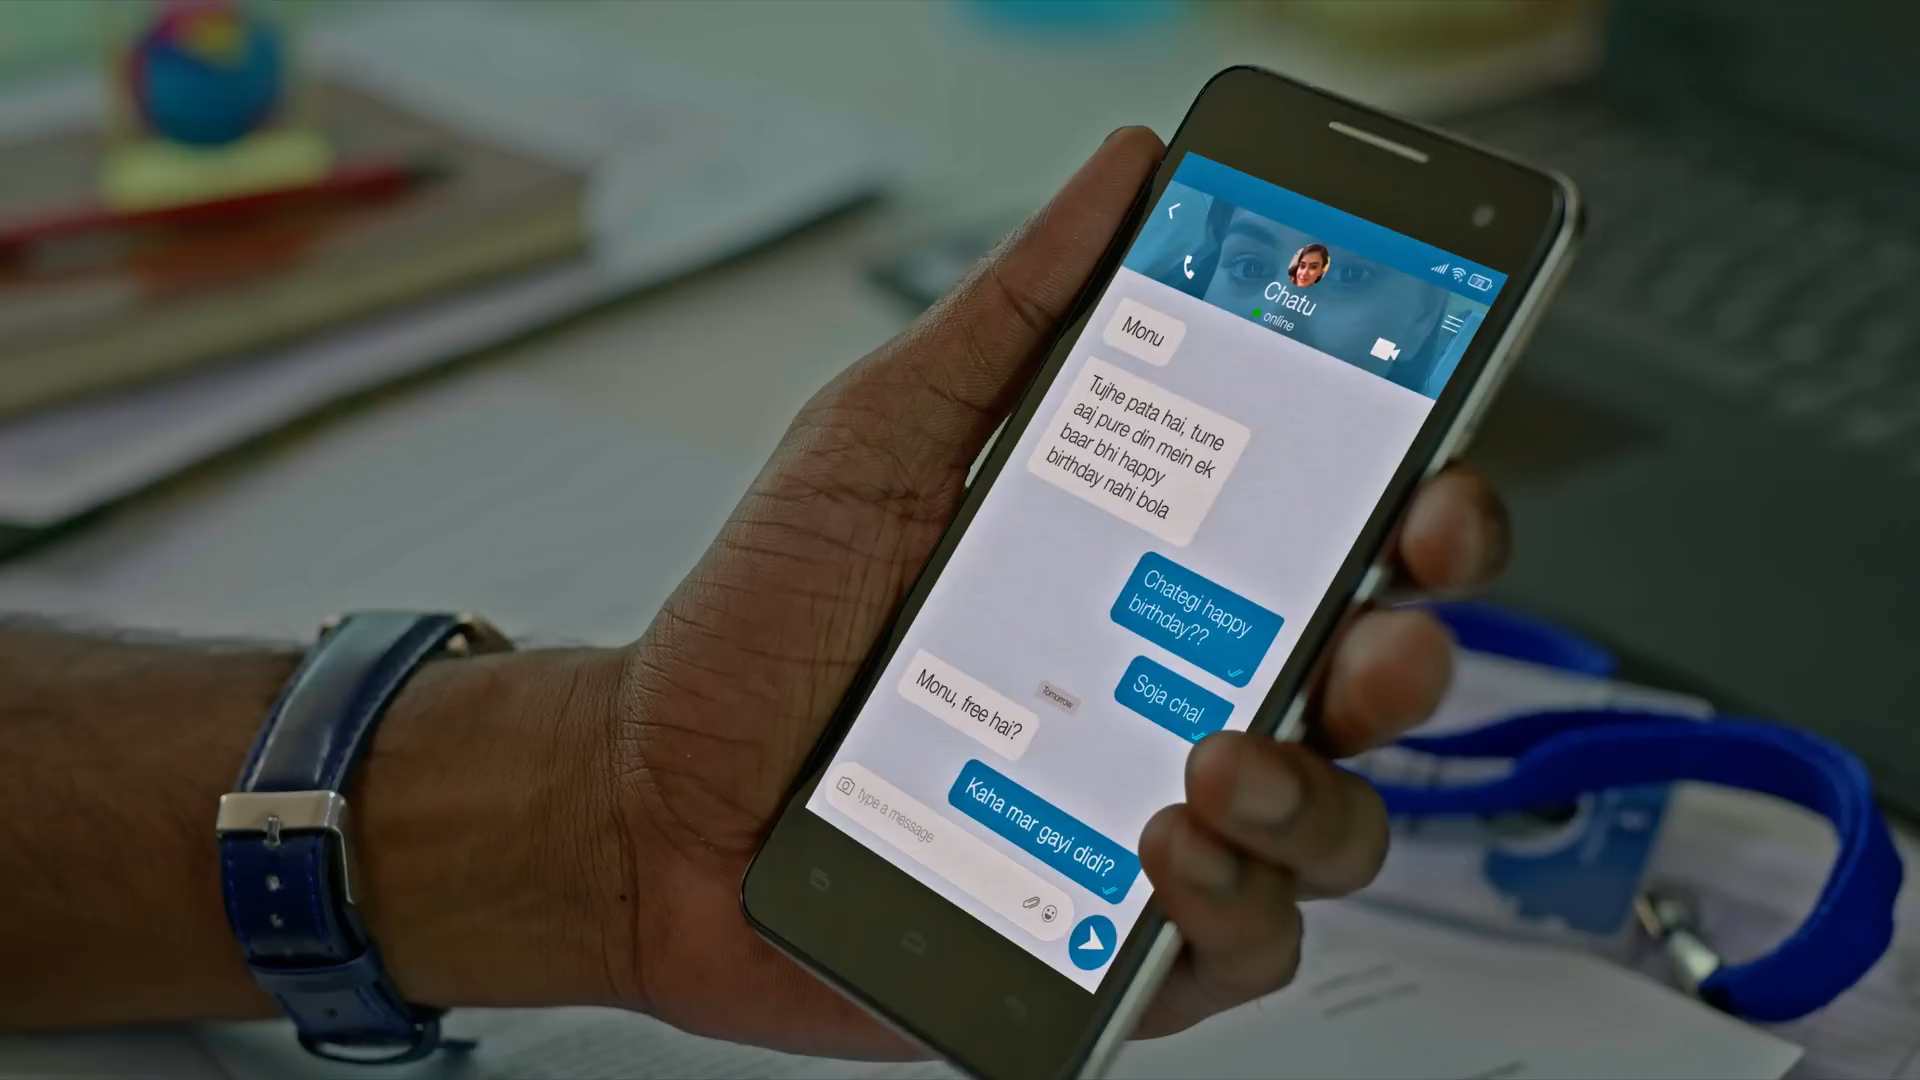 72
Chatu
online
Monu
Tujhe pata hai, tune
aaj pure din mein ek
baar bhi happy
birthday nahi bola
Chategi happy
birthday??
Soja chal
Tomorrow
Monu, free hai?
Kaha mar gayi didi?
type a message